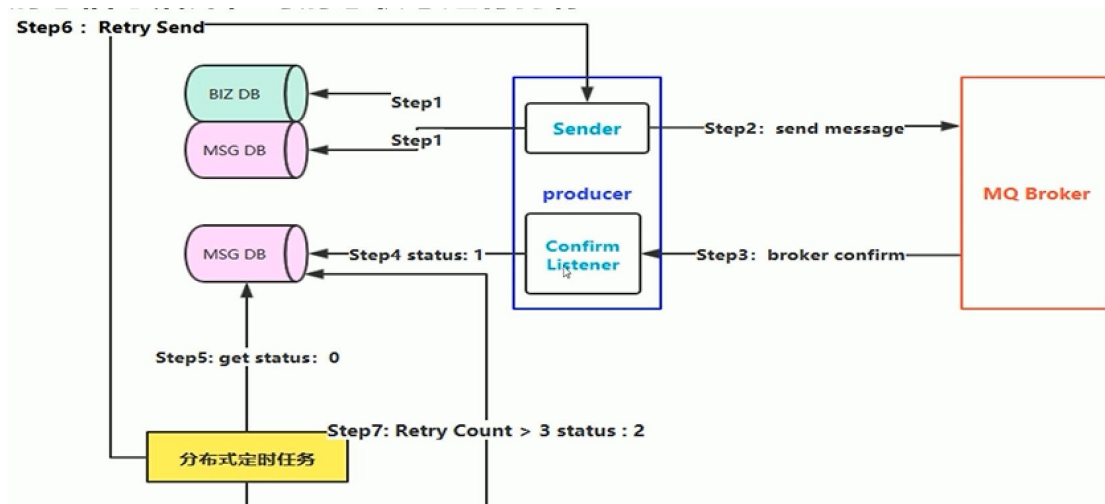 Step6： Retry Send
BIZ DB
Step1
Sender
Step2：send message
MSG DB
Step1
producer
MQ Broker
MSG DB
Step4 status: 1
Confirm
Listener
Step3：broker confirm
Step5: get status：0
Step7: Retry Count > 3 status : 2
分布式定时任务